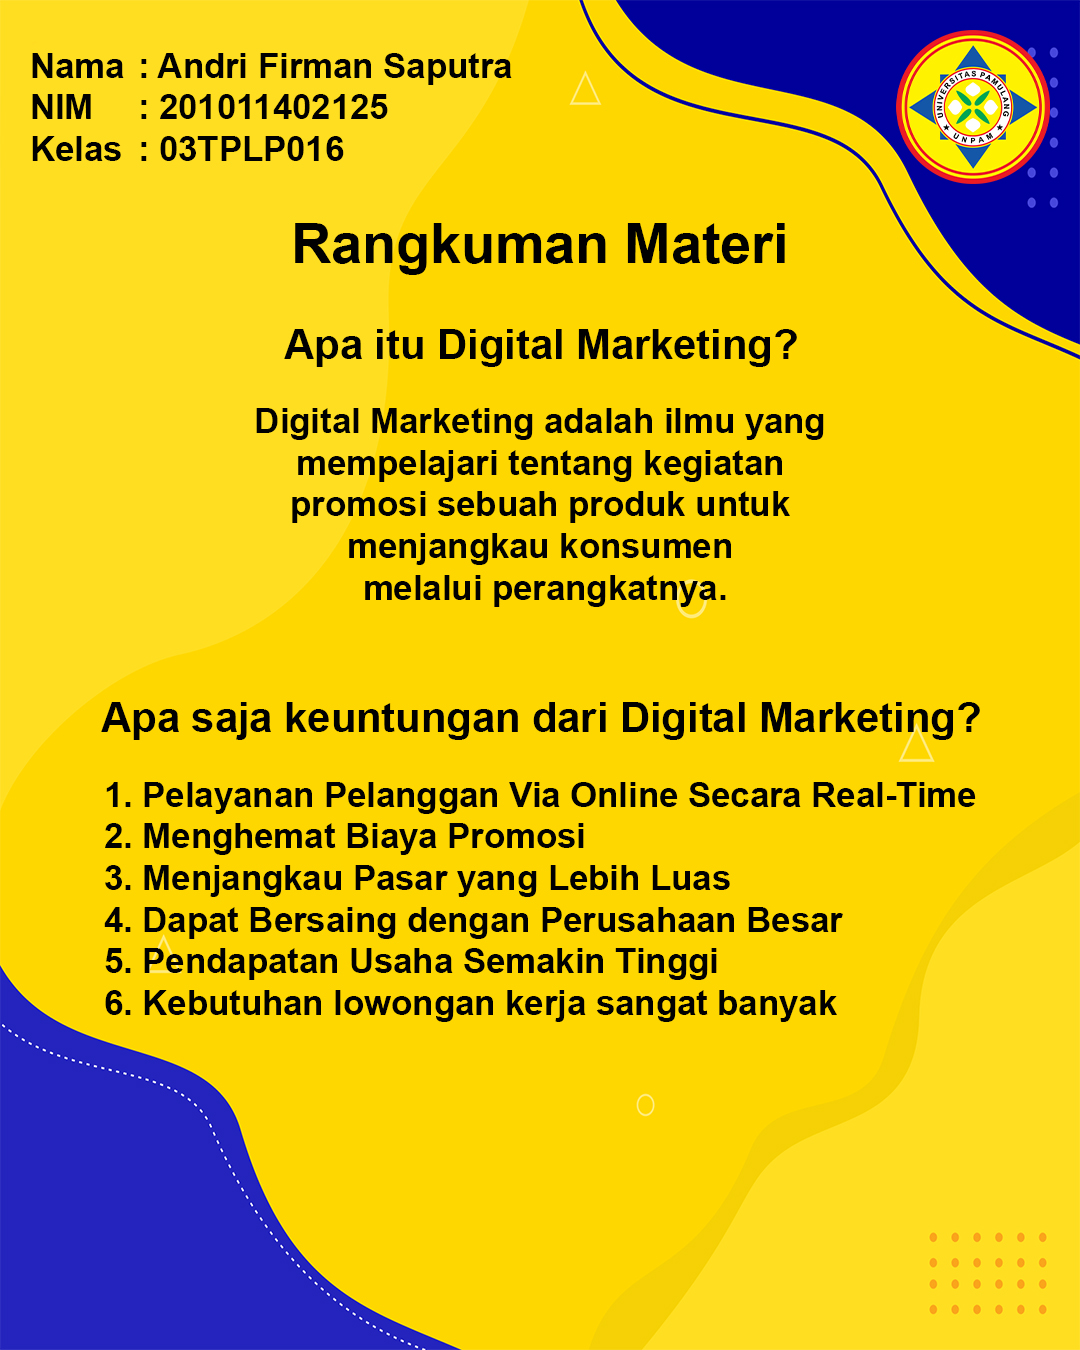 Nama : Andri Firman Saputra
NIM : 201011402125
Kelas : 03TPLP016
UNIVERSITAS PAMULANG
UNPAM
Rangkuman Materi
Apa itu Digital Marketing?
Digital Marketing adalah ilmu yang
mempelajari tentang kegiatan
promosi sebuah produk untuk
menjangkau konsumen
melalui perangkatnya.
Apa saja keuntungan dari Digital Marketing?
1. Pelayanan Pelanggan Via Online Secara Real-Time
2. Menghemat Biaya Promosi
3. Menjangkau Pasar yang Lebih Luas
4. Dapat Bersaing dengan Perusahaan Besar
5. Pendapatan Usaha Semakin Tinggi
6. Kebutuhan lowongan kerja sangat banyak